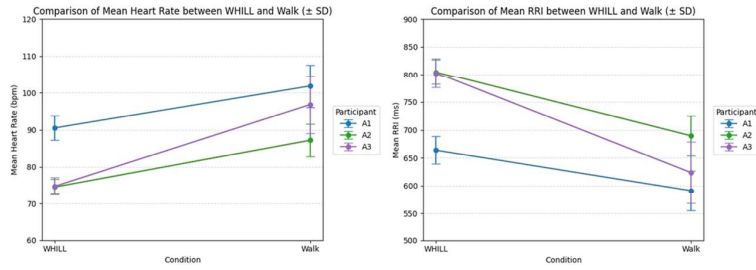 Comparison of Mean Heart Rate between WHILL and Walk (± SD)
120
110
100
90
80
70
60
Mean Heart Rate (bpm)
WHILL
Walk
Condition
Participant
A1
A2
A3
Comparison of Mean RRI between WHILL and Walk (± SD)
900
850
800
750
700
650
600
550
500
Mean RRI (ms)
WHILL
Walk
Condition
Participant
A1
A2
A3